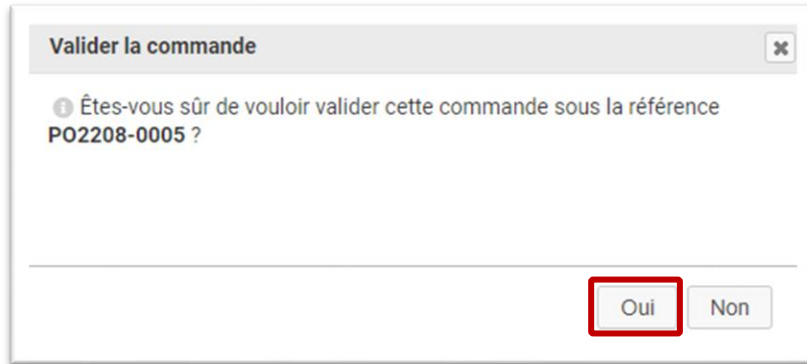 Valider la commande
Êtes-vous sûr de vouloir valider cette commande sous la référence
PO2208-0005 ?
Oui Non